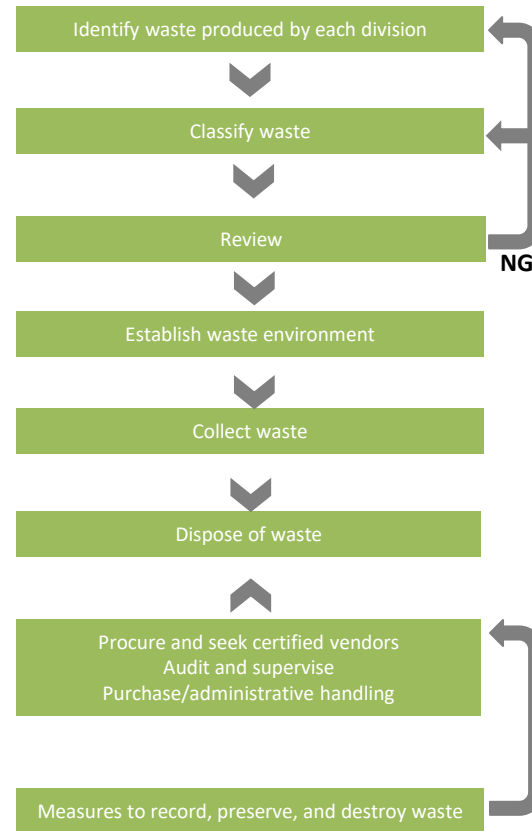 Identify waste produced by each division
Classify waste
Review
NG
Establish waste environment
Collect waste
Dispose of waste
Procure and seek certified vendors
Audit and supervise
Purchase/administrative handling
Measures to record, preserve, and destroy waste